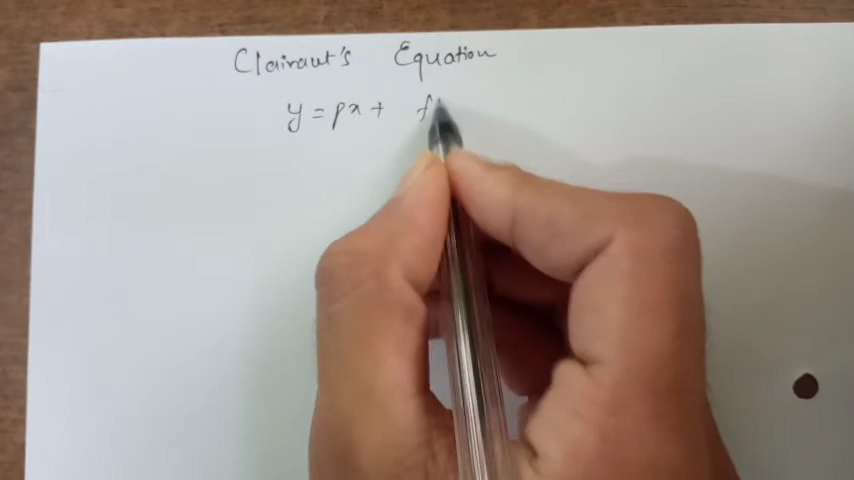 Clairaut's Equation
y = px + f